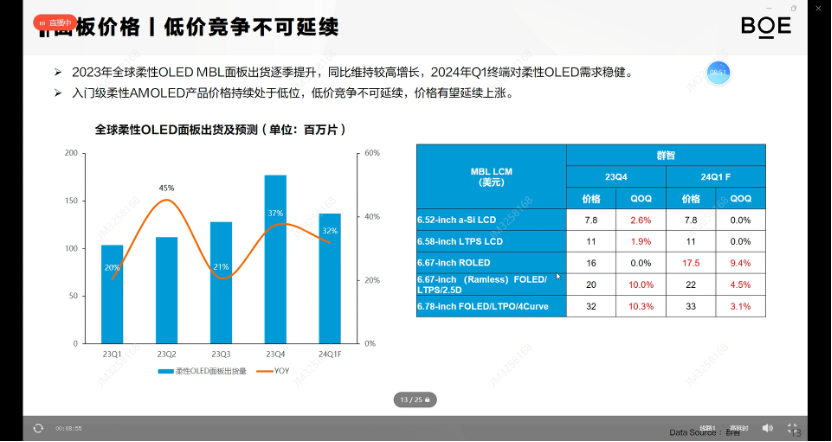 直播中
面板价格丨低价竞争不可延续
BOE
2023年全球柔性OLED MBL面板出货逐季提升，同比维持较高增长，2024年Q1终端对柔性OLED需求稳健。
入门级柔性AMOLED产品价格持续处于低位，低价竞争不可延续，价格有望延续上涨。
全球柔性OLED面板出货及预测（单位：百万片）
200
150
100
50
0
60%
40%
20%
0%
20%
45%
21%
37%
32%
23Q1
23Q2
23Q3
23Q4
24Q1F
柔性OLED面板出货量
YOY
MBL LCM
（美元）
群智
23Q4
24Q1 F
价格
QOQ
价格
QOQ
6.52-inch a-Si LCD 7.8 2.6% 7.8 0.0%
6.58-inch LTPS LCD 11 1.9% 11 0.0%
6.67-inch ROLED 16 0.0% 17.5 9.4%
6.67-inch (Ramless) FOLED/
LTPS/2.5D 20 10.0% 22 4.5%
6.78-inch FOLED/LTPO/4Curve 32 10.3% 33 3.1%
13 / 25
Data Source：群智
13
JM3258168